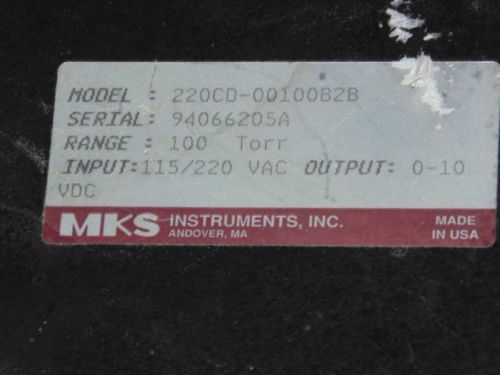 MODEL : 220CD-00100B2B
SERIAL: 94066205A
RANGE : 100 Torr
INPUT:115/220 VAC OUTPUT: 0-10
VDC
MKS INSTRUMENTS, INC.
ANDOVER, MA
MADE
IN USA